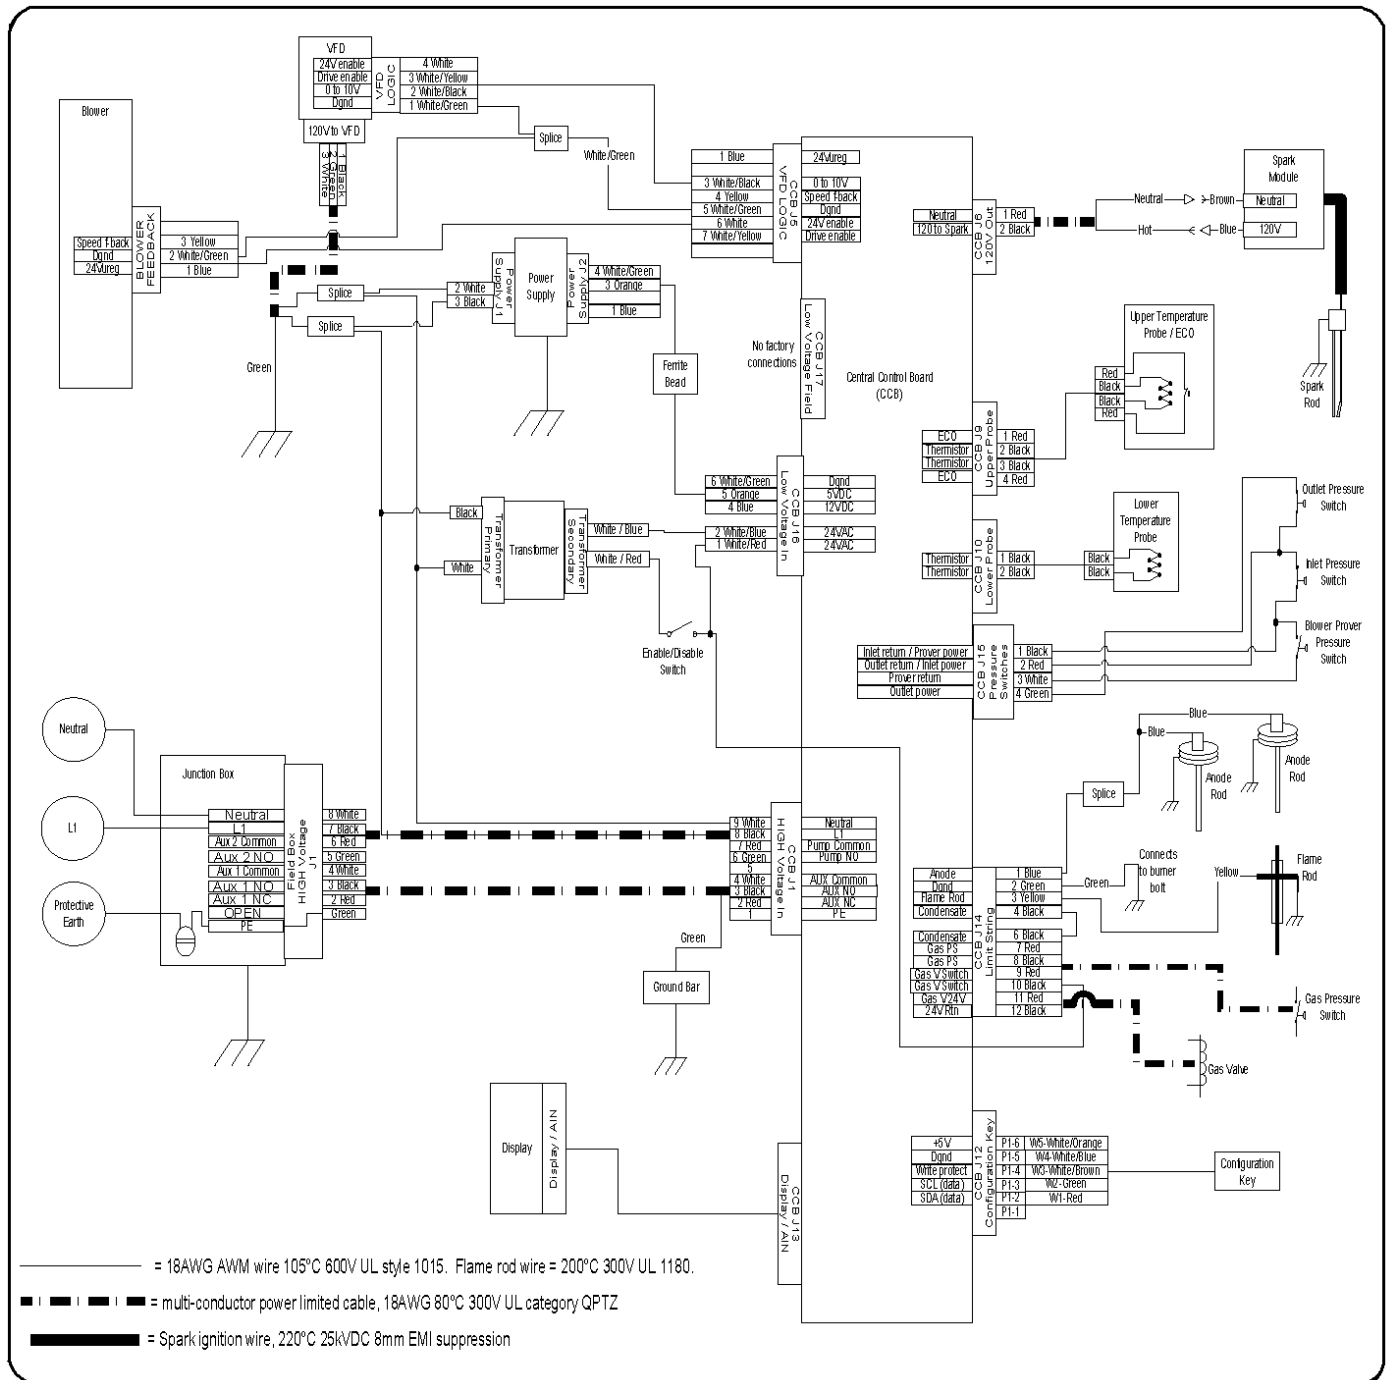 VFD
24V enable
Drive enable
0 to 10V
Dgnd
VFD LOGIC
4 White
3 White/Yellow
2 White/Black
1 White/Green
120V to VFD
1 Black
2 Green
3 White
Blower
Speed f-back
Dgnd
24Vureg
BLOWER FEEDBACK
3 Yellow
2 White/Green
1 Blue
Splice
White/Green
Splice
Splice
Green
2 White
3 Black
Power Supply J1
Power Supply
Power Supply J2
4 White/Green
3 Orange
1 Blue
Ferrite Bead
1 Blue
3 White/Black
4 Yellow
5 White/Green
6 White
7 White/Yellow
CCB J5
VFD LOGIC
24Vureg
0 to 10V
Speed f-back
Dgnd
24V enable
Drive enable
No factory connections
CCB J17
Low Voltage Field
Central Control Board
(CCB)
Neutral
120 to Spark
CCB J6
120V Out
1 Red
2 Black
Neutral
Brown
Hot
Blue
Spark Module
Neutral
120V
Spark Rod
Upper Temperature
Probe / ECO
Red
Black
Black
Red
ECO
Thermistor
Thermistor
ECO
CCB J9
Upper Probe
1 Red
2 Black
3 Black
4 Red
6 White/Green
5 Orange
4 Blue
2 White/Blue
1 White/Red
CCB J16
Low Voltage In
Dgnd
5VDC
12VDC
24VAC
24VAC
Black
White
Transformer Primary
Transformer
Transformer Secondary
White / Blue
White / Red
Enable/Disable
Switch
Lower
Temperature
Probe
Black
Black
Thermistor
Thermistor
CCB J10
Lower Probe
1 Black
2 Black
Outlet Pressure
Switch
Inlet Pressure
Switch
Blower Prover
Pressure
Switch
Inlet return / Prover power
Outlet return / Inlet power
Prover return
Outlet power
CCB J15
Pressure Switches
1 Black
2 Red
3 White
4 Green
Neutral
L1
Protective
Earth
Junction Box
Neutral
L1
Aux 2 Common
Aux 2 NO
Aux 1 Common
Aux 1 NO
Aux 1 NC
OPEN
PE
Field Box
HIGH Voltage
J1
8 White
7 Black
6 Red
5 Green
4 White
3 Black
2 Red
Green
9 White
8 Black
7 Red
6 Green
5
4 White
3 Black
2 Red
1
CCB J1
HIGH Voltage In
Neutral
L1
Pump Common
Pump NO
AUX Common
AUX NO
AUX NC
PE
Green
Ground Bar
Blue
Blue
Splice
Anode
Rod
Anode
Rod
Connects
to burner
bolt
Green
Yellow
Flame
Rod
Anode
Dgnd
Flame Rod
Condensate
Condensate
Gas PS
Gas PS
Gas V Switch
Gas V Switch
Gas V24V
24V Rtn
CCB J14
Limit String
1 Blue
2 Green
3 Yellow
4 Black
6 Black
7 Red
8 Black
9 Red
10 Black
11 Red
12 Black
Gas Pressure
Switch
Gas Valve
Display
Display / AIN
CCB J13
Display / AIN
+5V
Dgnd
Write protect
SCL (data)
SDA (data)
CCB J12
Configuration Key
P1-6
P1-5
P1-4
P1-3
P1-2
P1-1
W5-White/Orange
W4-White/Blue
W3-White/Brown
W2-Green
W1-Red
Configuration
Key
= 18AWG AWM wire 105°C 600V UL style 1015. Flame rod wire = 200°C 300V UL 1180.
= multi-conductor power limited cable, 18AWG 80°C 300V UL category QPTZ
= Spark ignition wire, 220°C 25kVDC 8mm EMI suppression